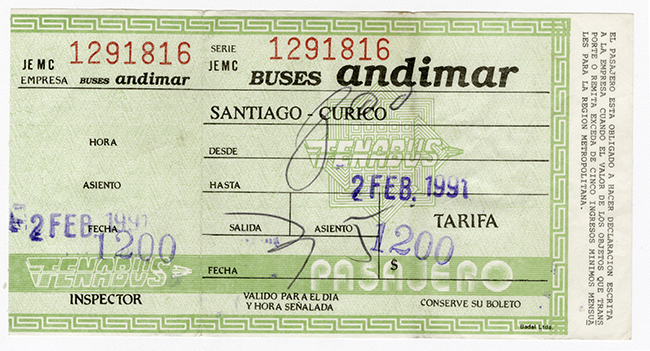 JEMC 1291816
EMPRESA BUSES andimar
HORA
ASIENTO
2 FEB. 1991
FECHA
1200
TENABUS
INSPECTOR
SERIE
JEMC 1291816
BUSES andimar
SANTIAGO - CURICO
TENABUS
DESDE
HASTA
2 FEB. 1991
TARIFA
SALIDA
ASIENTO
35
1200
FECHA
$
PASAJERO
VALIDO PARA EL DIA
Y HORA SEÑALADA
CONSERVE SU BOLETO
Badal Ltda.
EL PASAJERO ESTA OBLIGADO A HACER DECLARACION ESCRITA
A LA EMPRESA CUANDO EL VALOR DE LOS OBJETOS QUE TRANS
PORTE O REMITA EXCEDA DE CINCO INGRESOS MINIMOS MENSUA
LES PARA LA REGION METROPOLITANA.